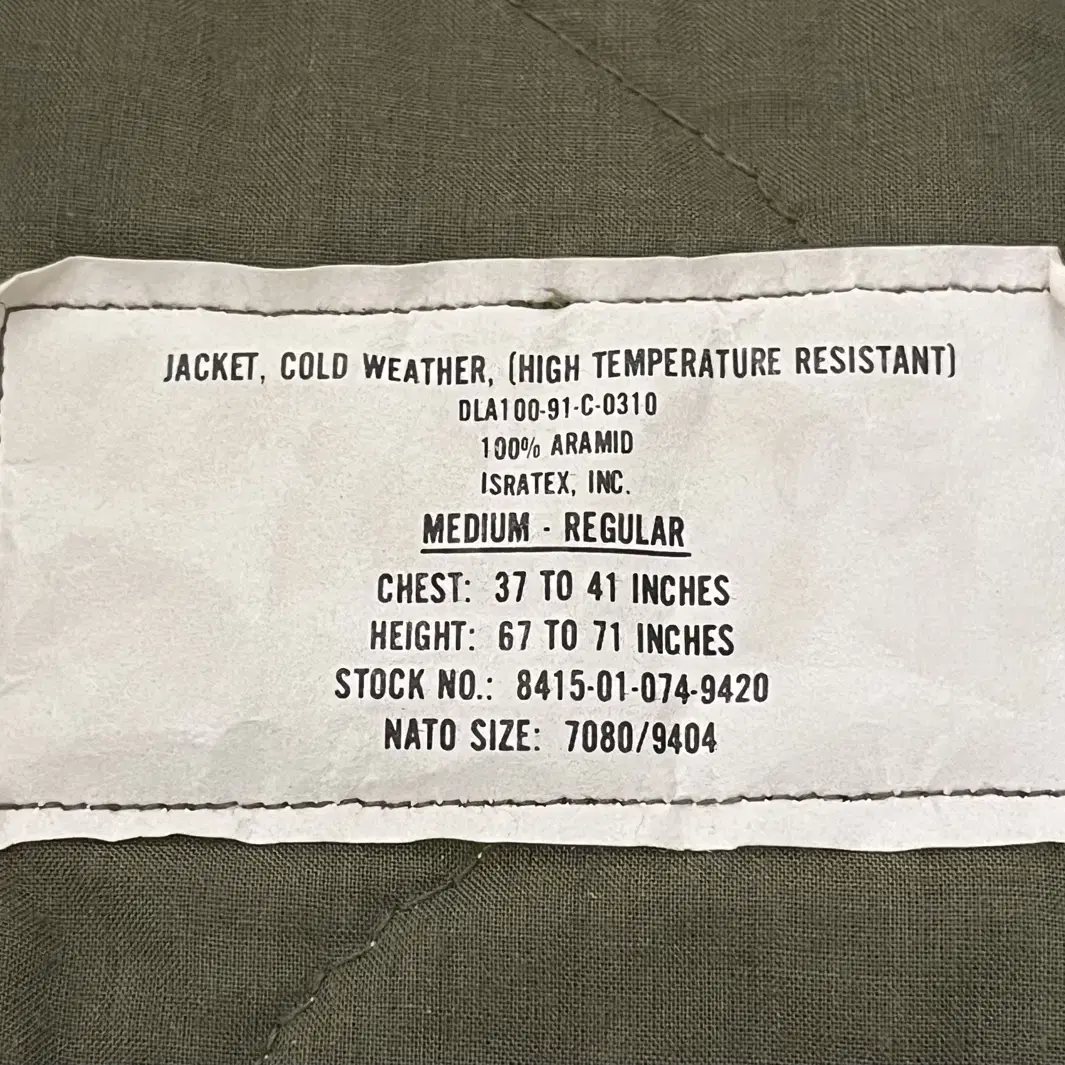 JACKET, COLD WEATHER, (HIGH TEMPERATURE RESISTANT)
DLA100-91-C-0310
100% ARAMID
ISRATEX, INC.
MEDIUM - REGULAR
CHEST: 37 TO 41 INCHES
HEIGHT: 67 TO 71 INCHES
STOCK NO.: 8415-01-074-9420
NATO SIZE: 7080/9404